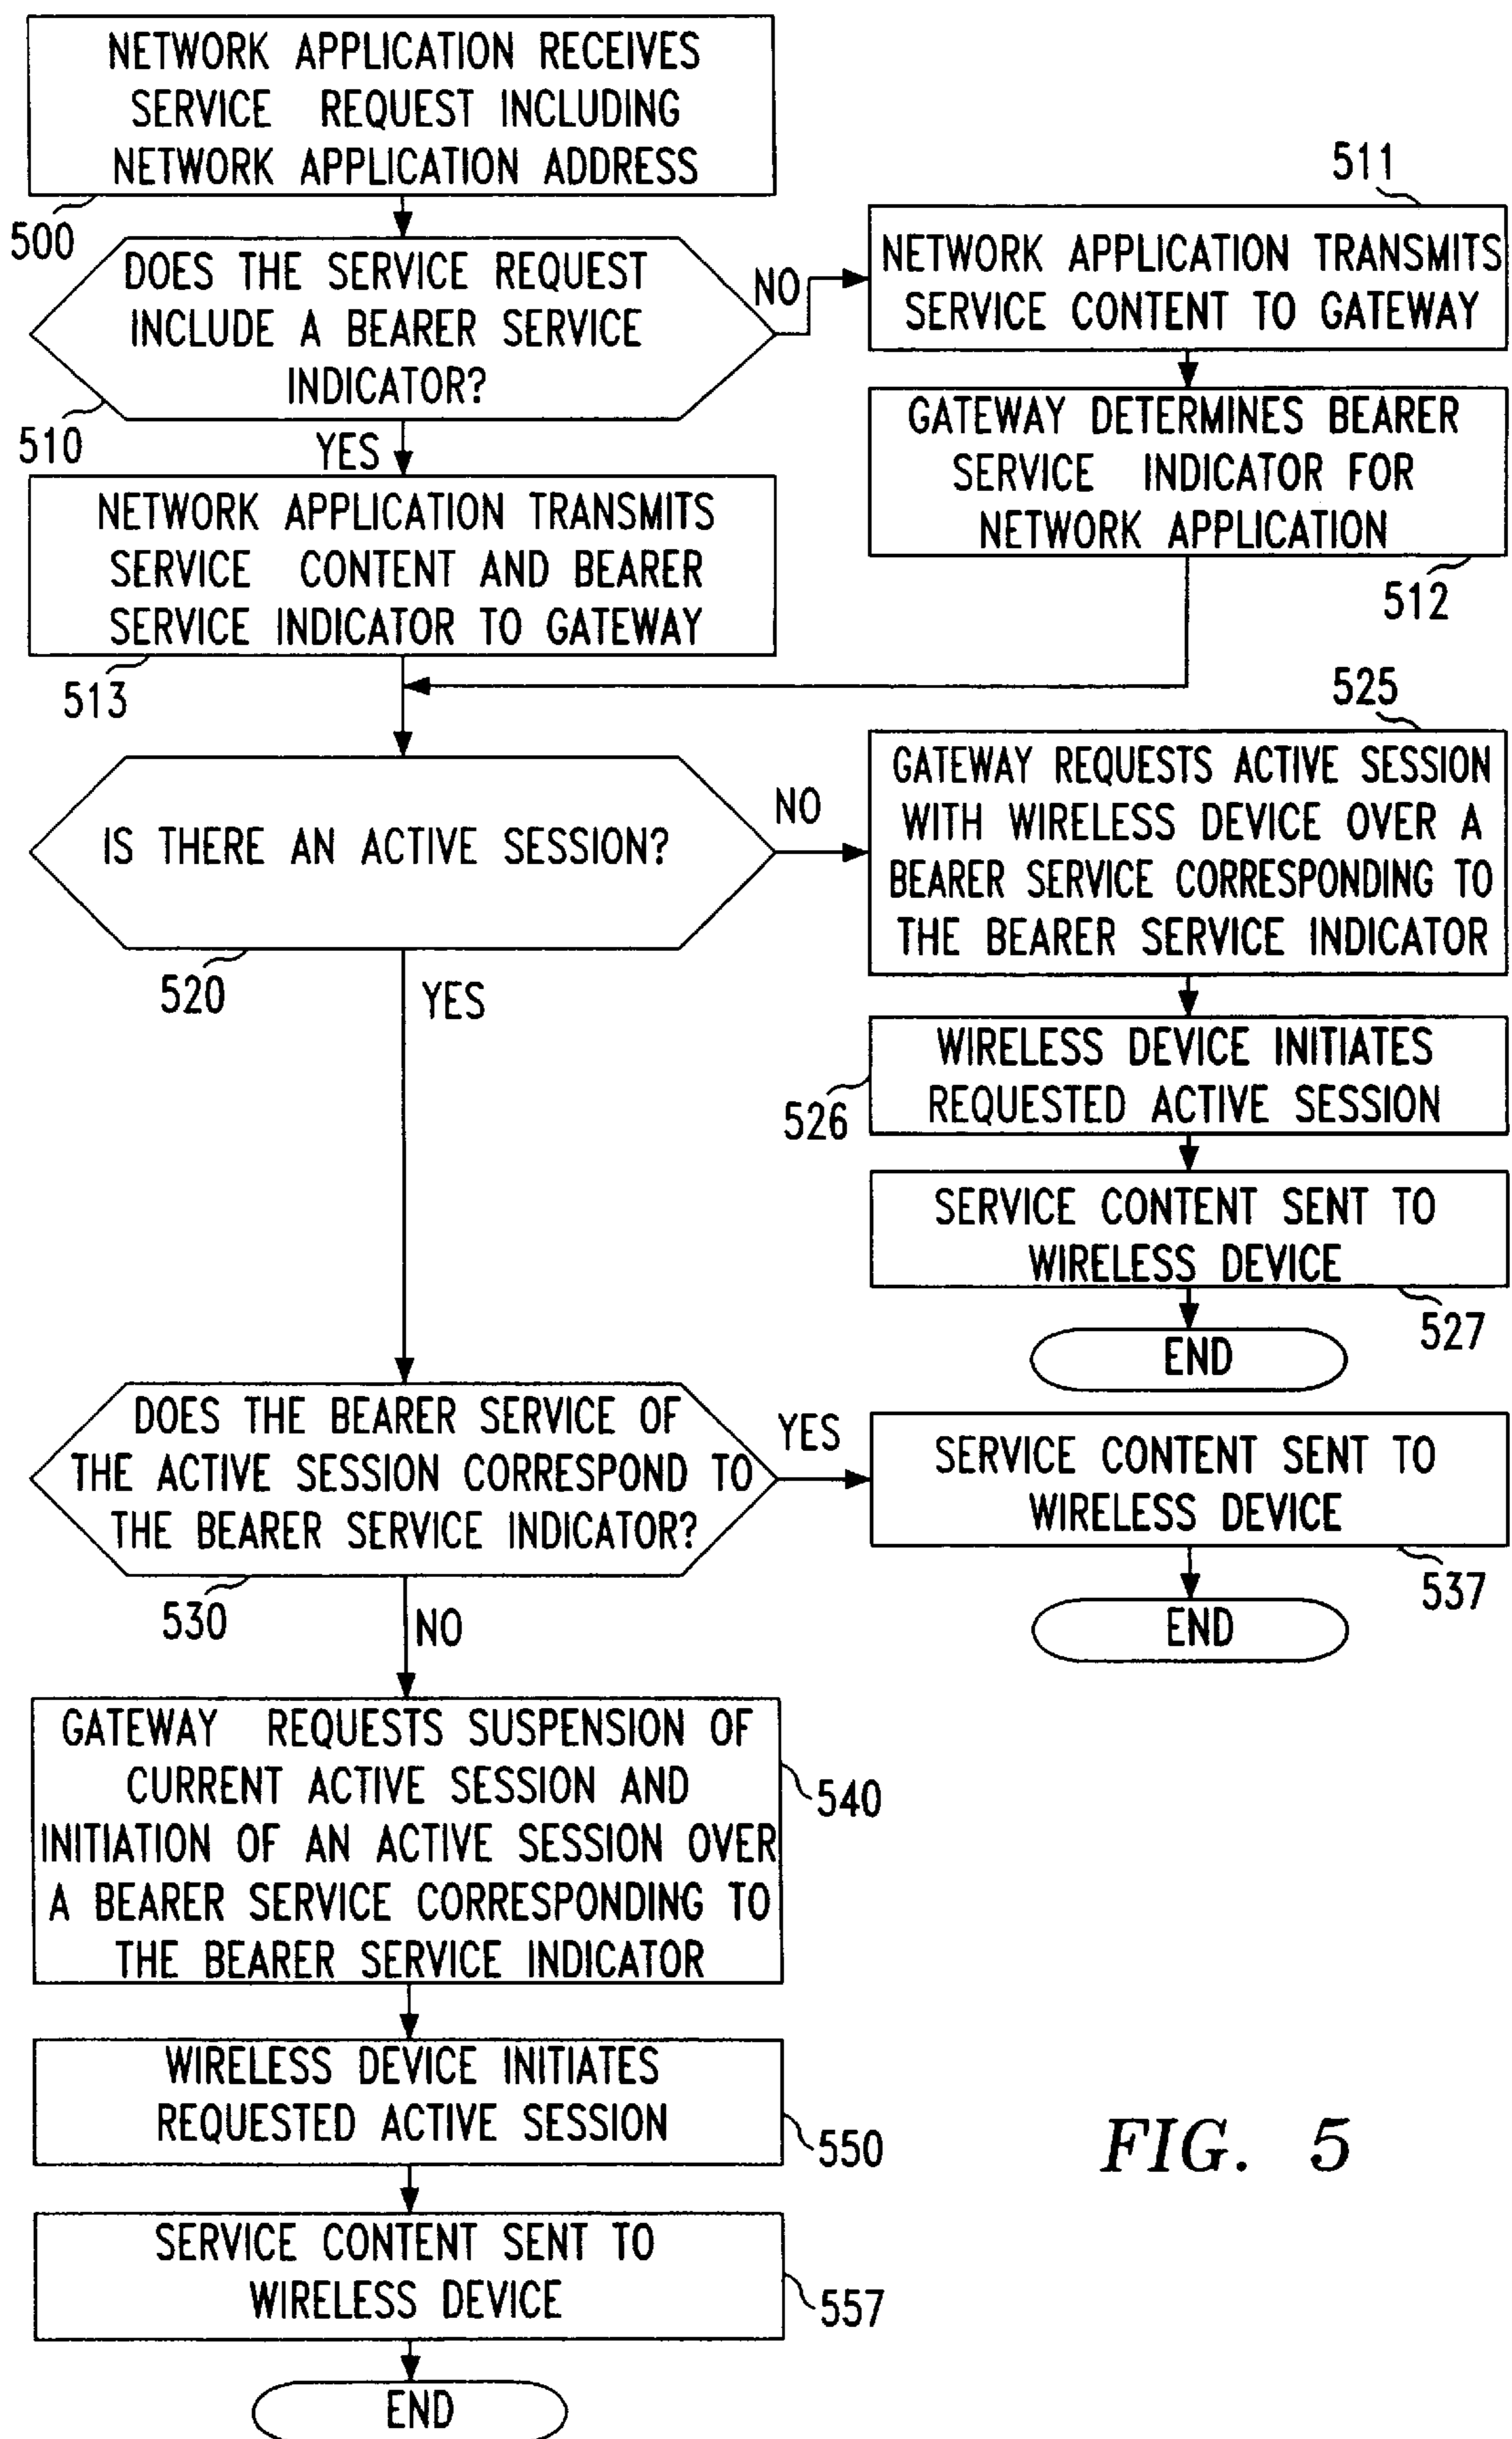 NETWORK APPLICATION RECEIVES
SERVICE REQUEST INCLUDING
NETWORK APPLICATION ADDRESS
500
DOES THE SERVICE REQUEST
INCLUDE A BEARER SERVICE
INDICATOR?
510
NO
511
NETWORK APPLICATION TRANSMITS
SERVICE CONTENT TO GATEWAY
GATEWAY DETERMINES BEARER
SERVICE INDICATOR FOR
NETWORK APPLICATION
512
YES
NETWORK APPLICATION TRANSMITS
SERVICE CONTENT AND BEARER
SERVICE INDICATOR TO GATEWAY
513
IS THERE AN ACTIVE SESSION?
520
NO
525
GATEWAY REQUESTS ACTIVE SESSION
WITH WIRELESS DEVICE OVER A
BEARER SERVICE CORRESPONDING TO
THE BEARER SERVICE INDICATOR
WIRELESS DEVICE INITIATES
REQUESTED ACTIVE SESSION
526
SERVICE CONTENT SENT TO
WIRELESS DEVICE
527
END
YES
DOES THE BEARER SERVICE OF
THE ACTIVE SESSION CORRESPOND TO
THE BEARER SERVICE INDICATOR?
530
YES
SERVICE CONTENT SENT TO
WIRELESS DEVICE
537
END
NO
GATEWAY REQUESTS SUSPENSION OF
CURRENT ACTIVE SESSION AND
INITIATION OF AN ACTIVE SESSION OVER
A BEARER SERVICE CORRESPONDING TO
THE BEARER SERVICE INDICATOR
540
WIRELESS DEVICE INITIATES
REQUESTED ACTIVE SESSION
550
SERVICE CONTENT SENT TO
WIRELESS DEVICE
557
END
FIG. 5